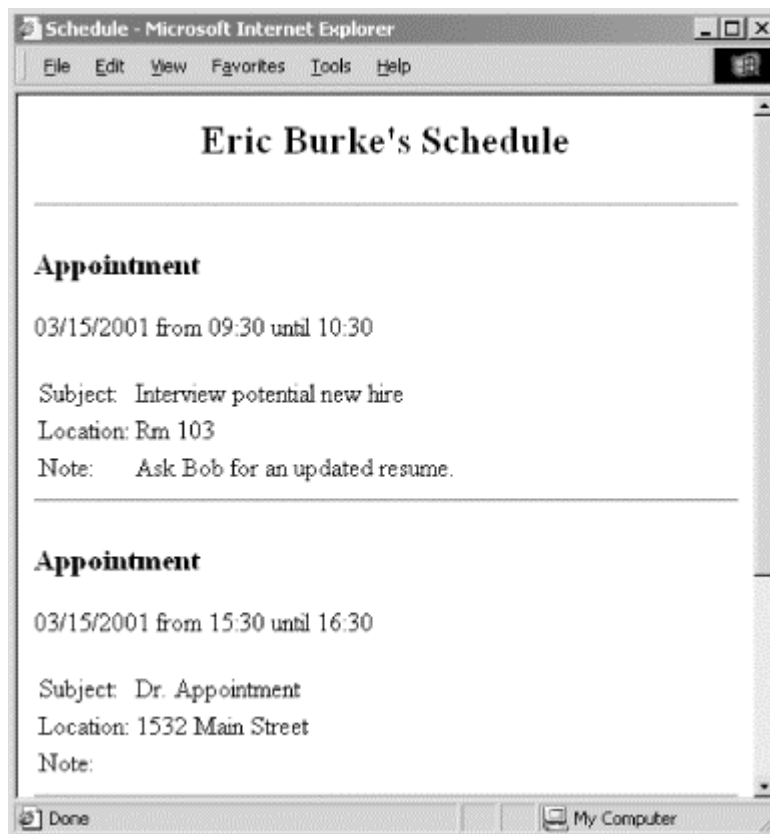 Schedule - Microsoft Internet Explorer
File Edit View Favorites Tools Help
Eric Burke's Schedule
Appointment
03/15/2001 from 09:30 until 10:30
Subject: Interview potential new hire
Location: Rm 103
Note: Ask Bob for an updated resume.
Appointment
03/15/2001 from 15:30 until 16:30
Subject: Dr. Appointment
Location: 1532 Main Street
Note:
Done My Computer